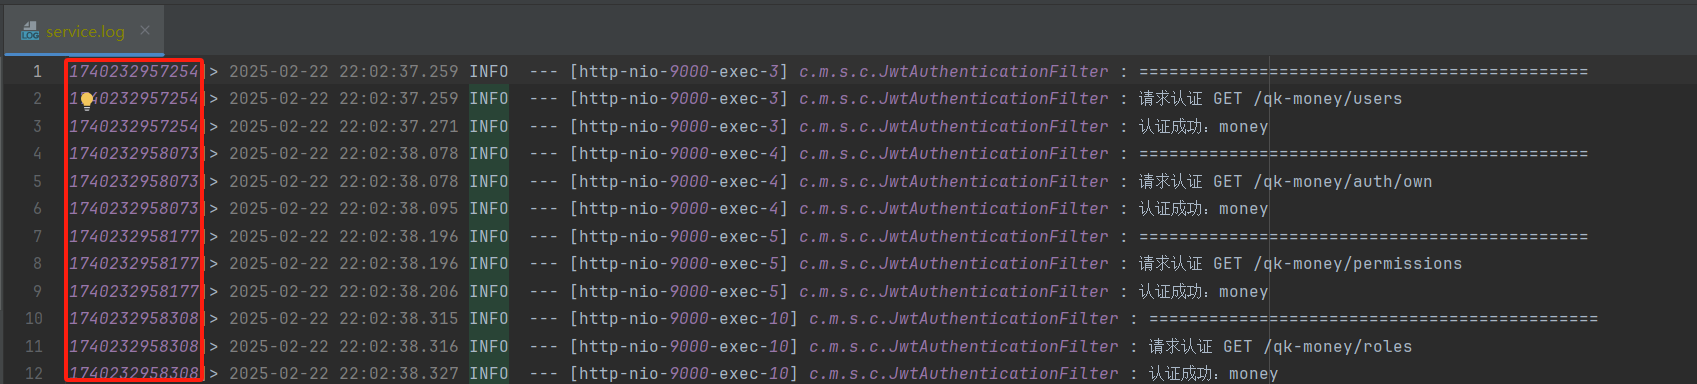 service.log
1 1740232957254|> 2025-02-22 22:02:37.259 INFO --- [http-nio-9000-exec-3] c.m.s.c.JwtAuthenticationFilter : =============================================
2 1740232957254|> 2025-02-22 22:02:37.259 INFO --- [http-nio-9000-exec-3] c.m.s.c.JwtAuthenticationFilter : 请求认证 GET /qk-money/users
3 1740232957254|> 2025-02-22 22:02:37.271 INFO --- [http-nio-9000-exec-3] c.m.s.c.JwtAuthenticationFilter : 认证成功：money
4 1740232958073|> 2025-02-22 22:02:38.078 INFO --- [http-nio-9000-exec-4] c.m.s.c.JwtAuthenticationFilter : =============================================
5 1740232958073|> 2025-02-22 22:02:38.078 INFO --- [http-nio-9000-exec-4] c.m.s.c.JwtAuthenticationFilter : 请求认证 GET /qk-money/auth/own
6 1740232958073|> 2025-02-22 22:02:38.095 INFO --- [http-nio-9000-exec-4] c.m.s.c.JwtAuthenticationFilter : 认证成功：money
7 1740232958177|> 2025-02-22 22:02:38.196 INFO --- [http-nio-9000-exec-5] c.m.s.c.JwtAuthenticationFilter : =============================================
8 1740232958177|> 2025-02-22 22:02:38.196 INFO --- [http-nio-9000-exec-5] c.m.s.c.JwtAuthenticationFilter : 请求认证 GET /qk-money/permissions
9 1740232958177|> 2025-02-22 22:02:38.206 INFO --- [http-nio-9000-exec-5] c.m.s.c.JwtAuthenticationFilter : 认证成功：money
10 1740232958308|> 2025-02-22 22:02:38.315 INFO --- [http-nio-9000-exec-10] c.m.s.c.JwtAuthenticationFilter : =============================================
11 1740232958308|> 2025-02-22 22:02:38.316 INFO --- [http-nio-9000-exec-10] c.m.s.c.JwtAuthenticationFilter : 请求认证 GET /qk-money/roles
12 1740232958308|> 2025-02-22 22:02:38.327 INFO --- [http-nio-9000-exec-10] c.m.s.c.JwtAuthenticationFilter : 认证成功：money